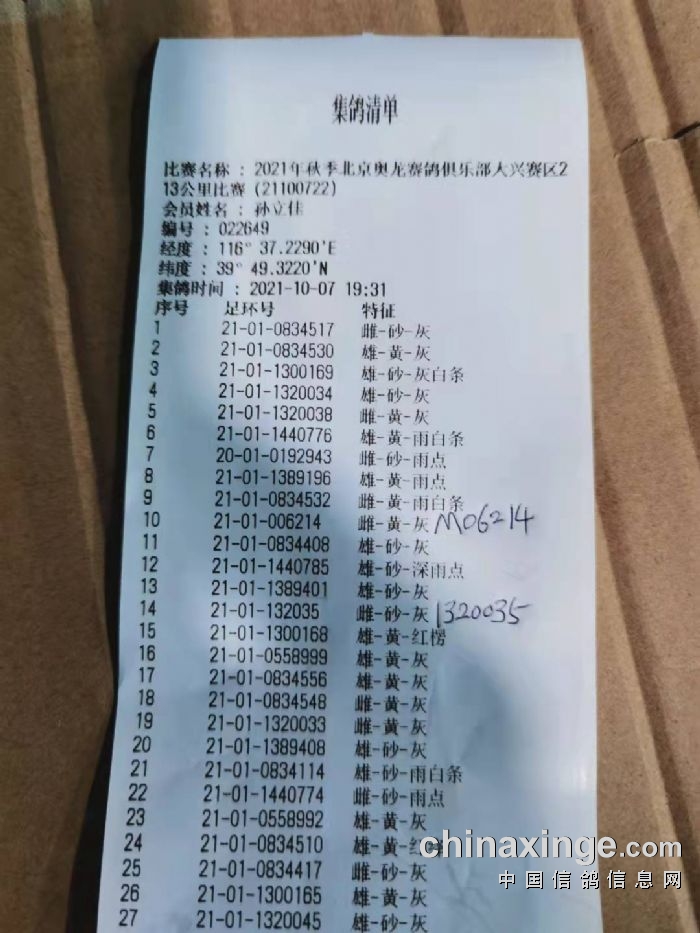 集鸽清单
比赛名称：2021年秋季北京奥龙赛鸽俱乐部大兴赛区2
13公里比赛(21100722)
会员姓名：孙立佳
编号：022649
经度：116° 37.2290'E
纬度：39° 49.3220'N
集鸽时间：2021-10-07 19:31
序号 足环号 特征
1 21-01-0834517 雌-砂-灰
2 21-01-0834530 雄-黄-灰
3 21-01-1300169 雄-砂-灰白条
4 21-01-1320034 雄-砂-灰
5 21-01-1320038 雌-黄-灰
6 21-01-1440776 雄-黄-雨白条
7 20-01-0192943 雌-砂-雨点
8 21-01-1389196 雄-黄-雨点
9 21-01-0834532 雌-黄-雨白条
10 21-01-006214 雌-黄-灰 M06214
11 21-01-0834408 雄-砂-灰
12 21-01-1440785 雄-砂-深雨点
13 21-01-1389401 雄-砂-灰
14 21-01-132035 雌-砂-灰 1320035
15 21-01-1300168 雄-黄-红楞
16 21-01-0558999 雄-黄-灰
17 21-01-0834556 雄-黄-灰
18 21-01-0834548 雌-黄-灰
19 21-01-1320033 雌-黄-灰
20 21-01-1389408 雄-砂-灰
21 21-01-0834114 雄-砂-雨白条
22 21-01-1440774 雌-砂-雨点
23 21-01-0558992 雄-黄-灰
24 21-01-0834510 雄-黄-红
chinaxinge.com
25 21-01-0834417 雌-砂-灰
中国信鸽信息网
26 21-01-1300165 雄-黄-灰
27 21-01-1320045 雄-砂-灰